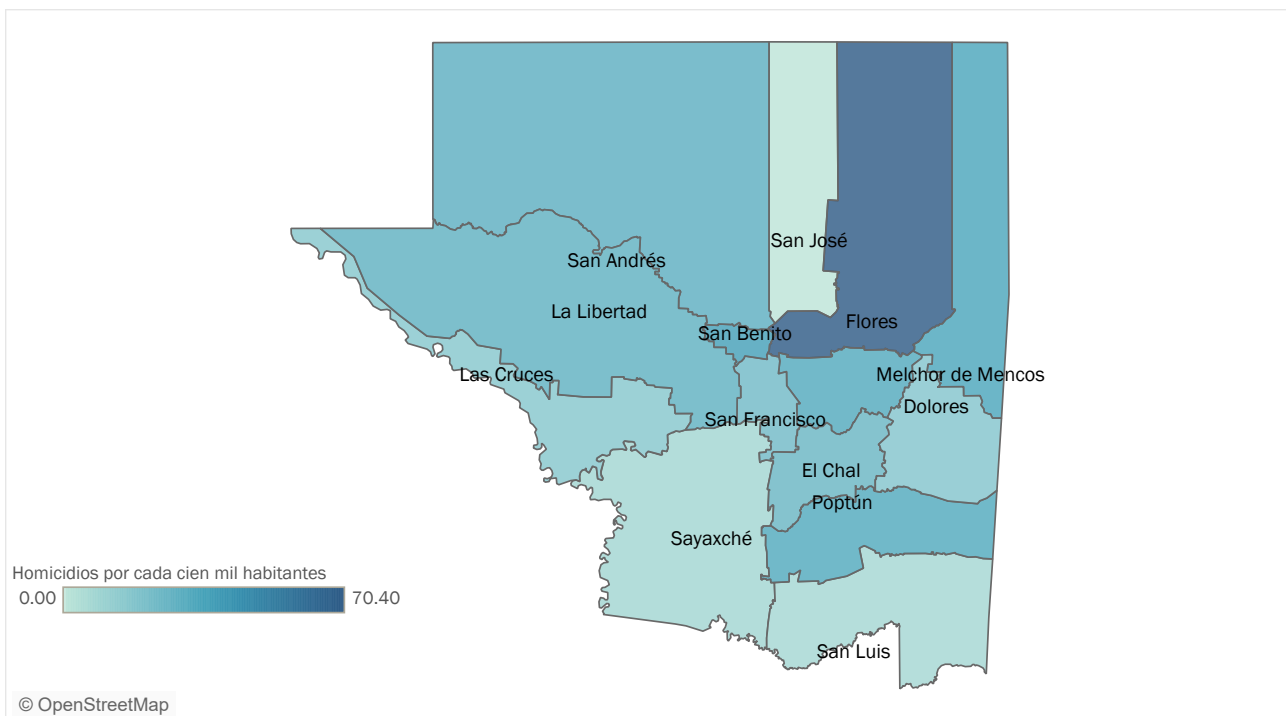 San José
San Andrés
La Libertad
Flores
San Benito
Las Cruces
Melchor de Mencos
Dolores
San Francisco
El Chal
Poptún
Sayaxché
Homicidios por cada cien mil habitantes
0.00
70.40
San Luis
© OpenStreetMap